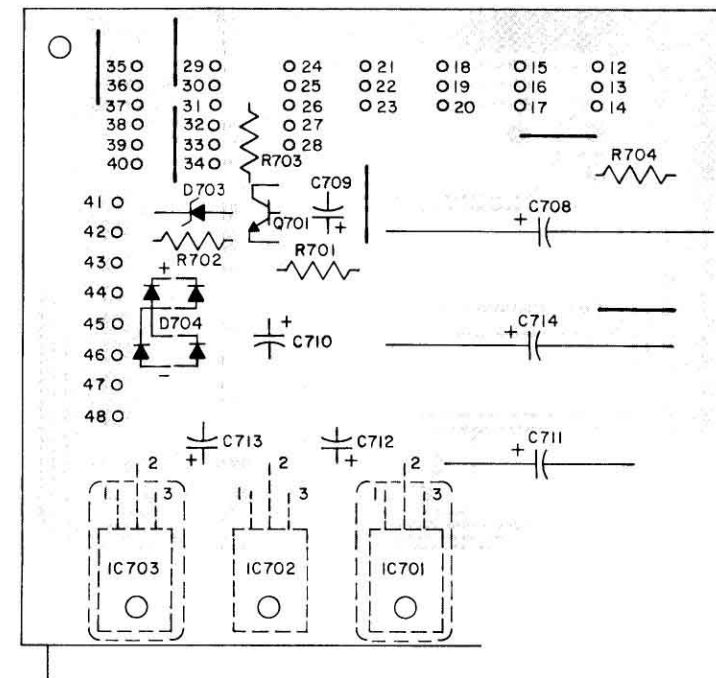 35 29 24 21 18 15 12
36 30 25 22 19 16 13
37 31 26 23 20 17 14
38 32 27
39 33 28
40 34 R703
R704
41 D703 C709 C708
+
42 Q701 +
R702 R701
43 +
44
45 D704 + C714
+
46 C710
47 -
48
C713 C712 C711
+ + +
2 2 2
1 3 1 3 1 3
IC703 IC702 IC701